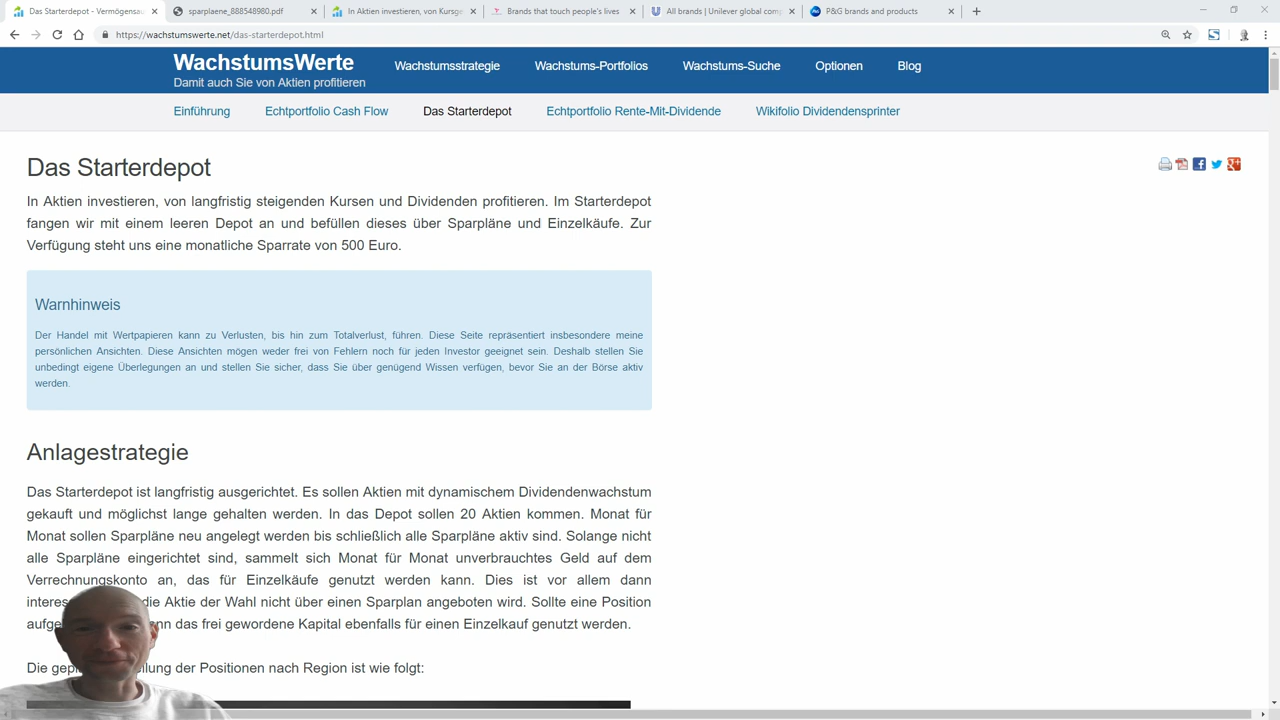 Das Starterdepot - Vermögensau
sparplaene_888548980.pdf
In Aktien investieren, von Kursge
Brands that touch people's lives
All brands | Unilever global comp
P&G brands and products
https://wachstumswerte.net/das-starterdepot.html
WachstumsWerte
Damit auch Sie von Aktien profitieren
Wachstumsstrategie
Wachstums-Portfolios
Wachstums-Suche
Optionen
Blog
Einführung
Echtportfolio Cash Flow
Das Starterdepot
Echtportfolio Rente-Mit-Dividende
Wikifolio Dividendensprinter
Das Starterdepot
In Aktien investieren, von langfristig steigenden Kursen und Dividenden profitieren. Im Starterdepot
fangen wir mit einem leeren Depot an und befüllen dieses über Sparpläne und Einzelkäufe. Zur
Verfügung steht uns eine monatliche Sparrate von 500 Euro.
Warnhinweis
Der Handel mit Wertpapieren kann zu Verlusten, bis hin zum Totalverlust, führen. Diese Seite repräsentiert insbesondere meine
persönlichen Ansichten. Diese Ansichten mögen weder frei von Fehlern noch für jeden Investor geeignet sein. Deshalb stellen Sie
unbedingt eigene Überlegungen an und stellen Sie sicher, dass Sie über genügend Wissen verfügen, bevor Sie an der Börse aktiv
werden.
Anlagestrategie
Das Starterdepot ist langfristig ausgerichtet. Es sollen Aktien mit dynamischem Dividendenwachstum
gekauft und möglichst lange gehalten werden. In das Depot sollen 20 Aktien kommen. Monat für
Monat sollen Sparpläne neu angelegt werden bis schließlich alle Sparpläne aktiv sind. Solange nicht
alle Sparpläne eingerichtet sind, sammelt sich Monat für Monat unverbrauchtes Geld auf dem
Verrechnungskonto an, das für Einzelkäufe genutzt werden kann. Dies ist vor allem dann
die Aktie der Wahl nicht über einen Sparplan angeboten wird. Sollte eine Position
das frei gewordene Kapital ebenfalls für einen Einzelkauf genutzt werden.
Die der Positionen nach Region ist wie folgt: